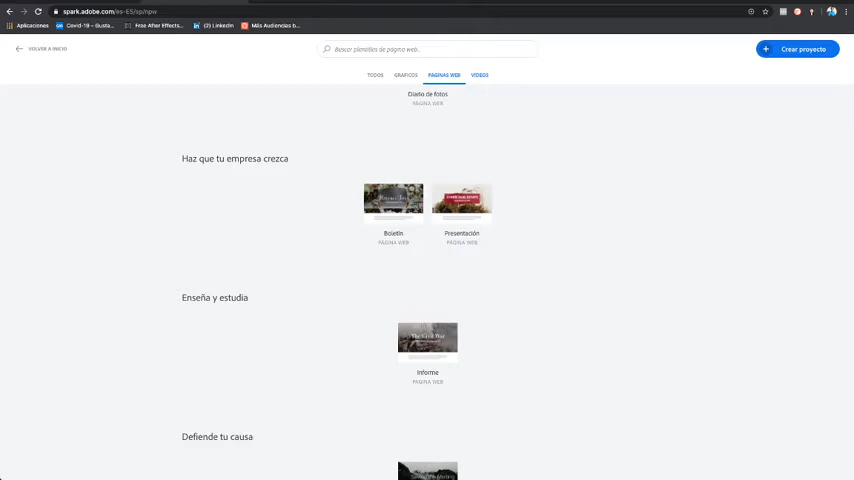 spark.adobe.com/es-ES/sp/npw
Aplicaciones
Covid-19 – Gusta...
Free After Effects...
(2) LinkedIn
Más Audiencias b...
VOLVER A INICIO
Buscar plantillas de página web...
+ Crear proyecto
TODOS
GRÁFICOS
PÁGINAS WEB
VÍDEOS
Diario de fotos
PÁGINA WEB
Haz que tu empresa crezca
Boletín
PÁGINA WEB
Presentación
PÁGINA WEB
Enseña y estudia
The Civil War
Informe
PÁGINA WEB
Defiende tu causa